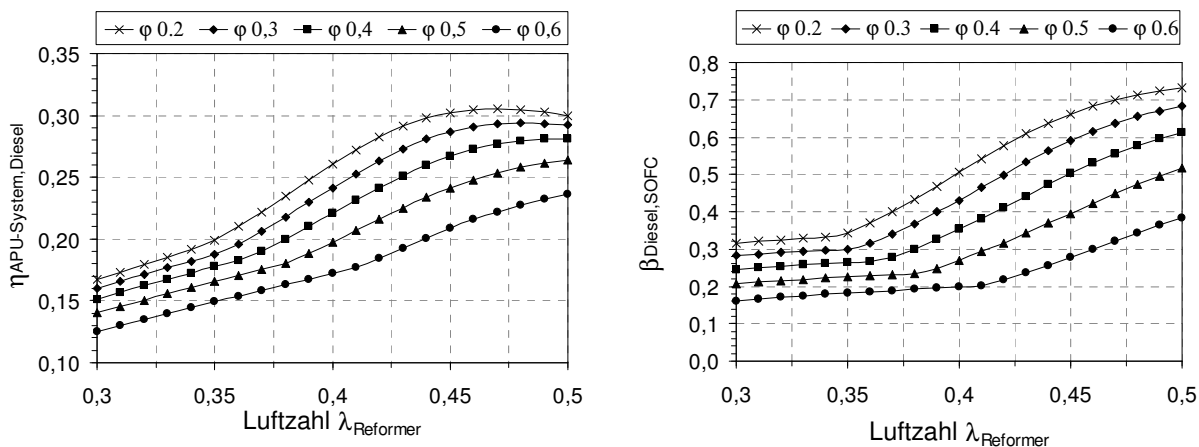 φ 0.2 φ 0,3 φ 0,4 φ 0,5 φ 0,6
ηAPU-System,Diesel
0,35
0,30
0,25
0,20
0,15
0,10
0,3 0,35 0,4 0,45 0,5
Luftzahl λReformer
φ 0.2 φ 0.3 φ 0.4 φ 0.5 φ 0.6
βDiesel,SOFC
0,8
0,7
0,6
0,5
0,4
0,3
0,2
0,1
0,0
0,3 0,35 0,4 0,45 0,5
Luftzahl λReformer